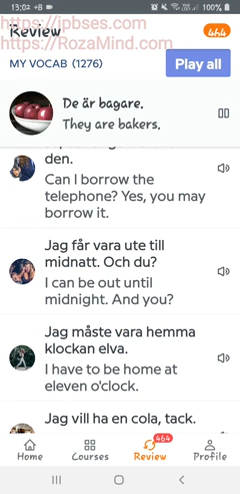 13:02 +B
100%
https://jpbses.com
Review
464
https://RozaMind.com
MY VOCAB (1276)
Play all
De är bagare.
They are bakers.
den.
Can I borrow the
telephone? Yes, you may
borrow it.
Jag får vara ute till
midnatt. Och du?
I can be out until
midnight. And you?
Jag måste vara hemma
klockan elva.
I have to be home at
eleven o'clock.
Jag vill ha en cola, tack.
464
Home Courses Review Profile